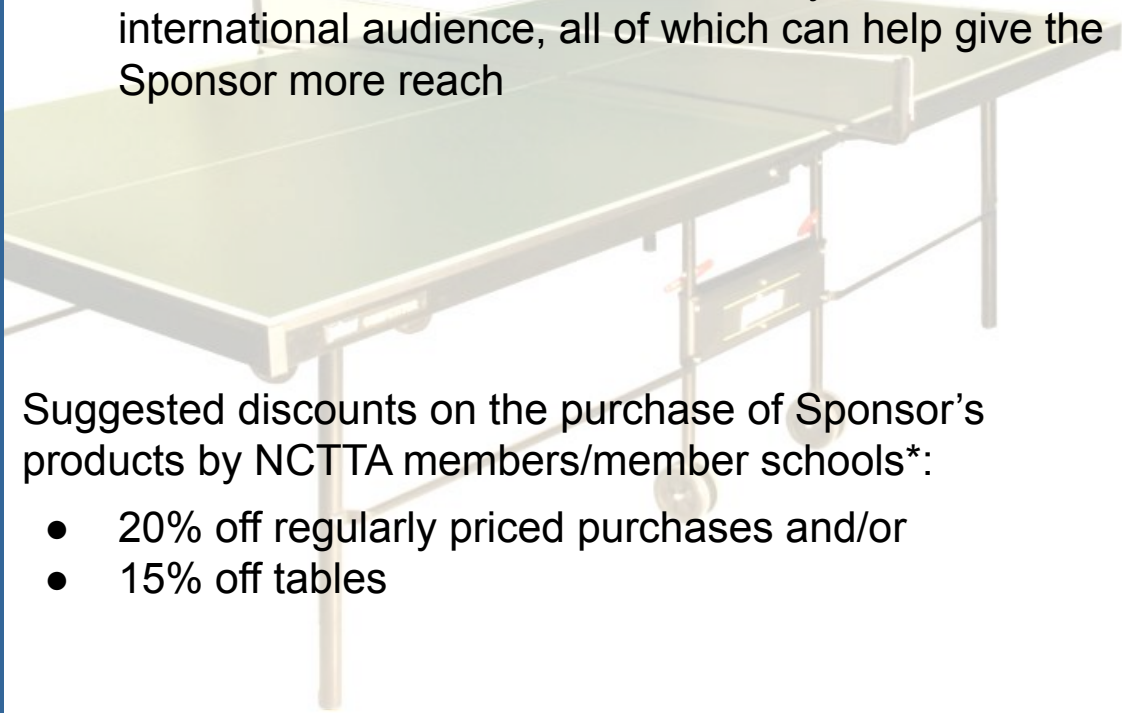 international audience, all of which can help give the
Sponsor more reach
Suggested discounts on the purchase of Sponsor’s
products by NCTTA members/member schools*:
● 20% off regularly priced purchases and/or
● 15% off tables